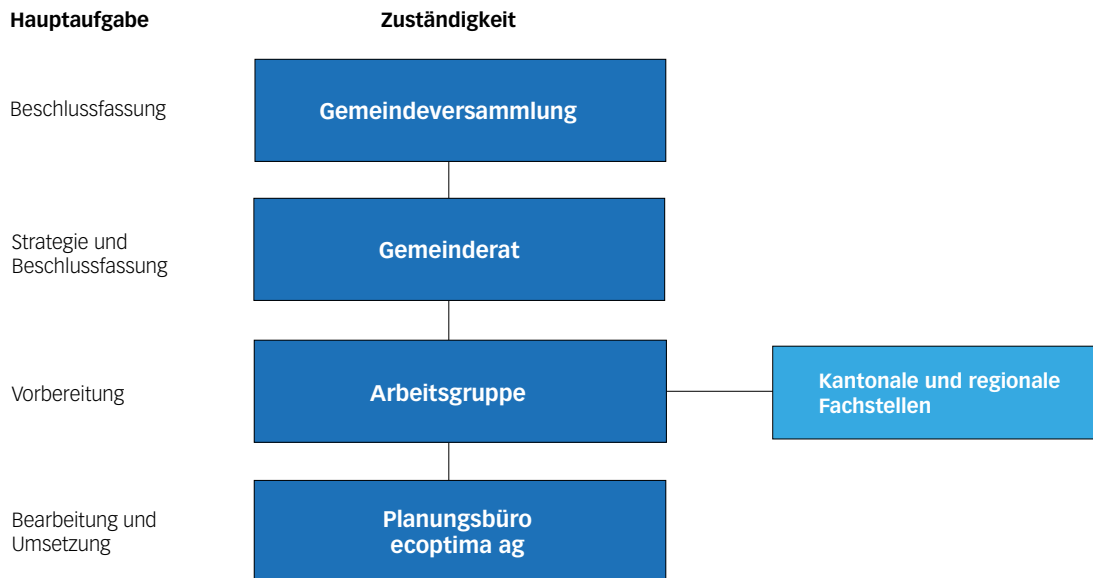 Hauptaufgabe
Zuständigkeit
Beschlussfassung
Gemeindeversammlung
Strategie und
Beschlussfassung
Gemeinderat
Vorbereitung
Arbeitsgruppe
Kantonale und regionale
Fachstellen
Bearbeitung und
Umsetzung
Planungsbüro
ecoptima ag